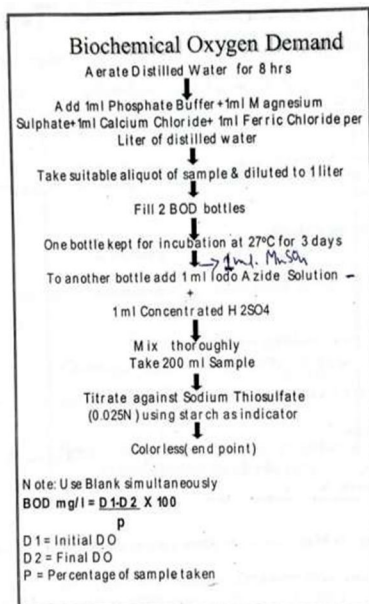 Biochemical Oxygen Demand
Aerate Distilled Water for 8 hrs
Add 1ml Phosphate Buffer+1ml Magnesium
Sulphate+1ml Calcium Chloride+ 1ml Ferric Chloride per
Liter of distilled water
Take suitable aliquot of sample & diluted to 1 liter
Fill 2 BOD bottles
One bottle kept for incubation at 27ºC for 3 days
→ 1ml. MnSO4
To another bottle add 1 ml Iodo Azide Solution –
+
1 ml Concentrated H2SO4
Mix thoroughly
Take 200 ml Sample
Titrate against Sodium Thiosulfate
(0.025N) using starch as indicator
Colorless(end point)
Note: Use Blank simultaneously
BOD mg/l = D1-D2 X 100
p
D1 = Initial DO
D2 = Final DO
P = Percentage of sample taken